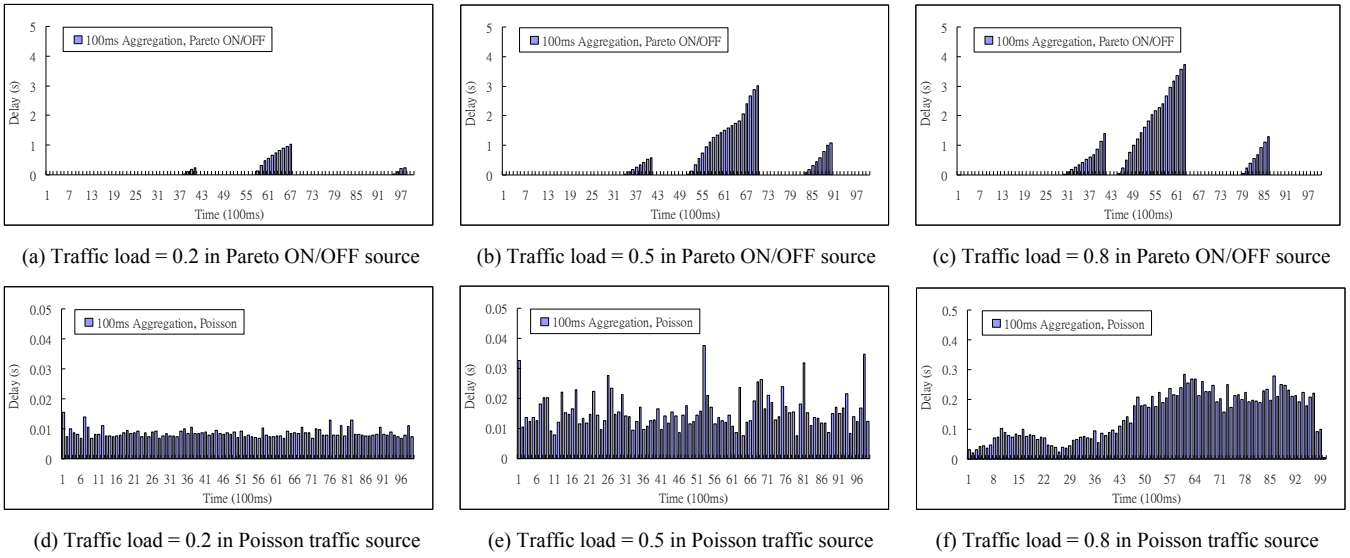 5
4
3
2
1
0
Delay (s)
100ms Aggregation, Pareto ON/OFF
1 7 13 19 25 31 37 43 49 55 61 67 73 79 85 91 97
Time (100ms)
(a) Traffic load = 0.2 in Pareto ON/OFF source
5
4
3
2
1
0
Delay (s)
100ms Aggregation, Pareto ON/OFF
1 7 13 19 25 31 37 43 49 55 61 67 73 79 85 91 97
Time (100ms)
(b) Traffic load = 0.5 in Pareto ON/OFF source
5
4
3
2
1
0
Delay (s)
100ms Aggregation, Pareto ON/OFF
1 7 13 19 25 31 37 43 49 55 61 67 73 79 85 91 97
Time (100ms)
(c) Traffic load = 0.8 in Pareto ON/OFF source
0.05
0.04
0.03
0.02
0.01
0
Delay (s)
100ms Aggregation, Poisson
1 6 11 16 21 26 31 36 41 46 51 56 61 66 71 76 81 86 91 96
Time (100ms)
(d) Traffic load = 0.2 in Poisson traffic source
0.05
0.04
0.03
0.02
0.01
0
Delay (s)
100ms Aggregation, Poisson
1 6 11 16 21 26 31 36 41 46 51 56 61 66 71 76 81 86 91 96
Time (100ms)
(e) Traffic load = 0.5 in Poisson traffic source
0.5
0.4
0.3
0.2
0.1
0
Delay (s)
100ms Aggregation, Poisson
1 8 15 22 29 36 43 50 57 64 71 78 85 92 99
Time (100ms)
(f) Traffic load = 0.8 in Poisson traffic source